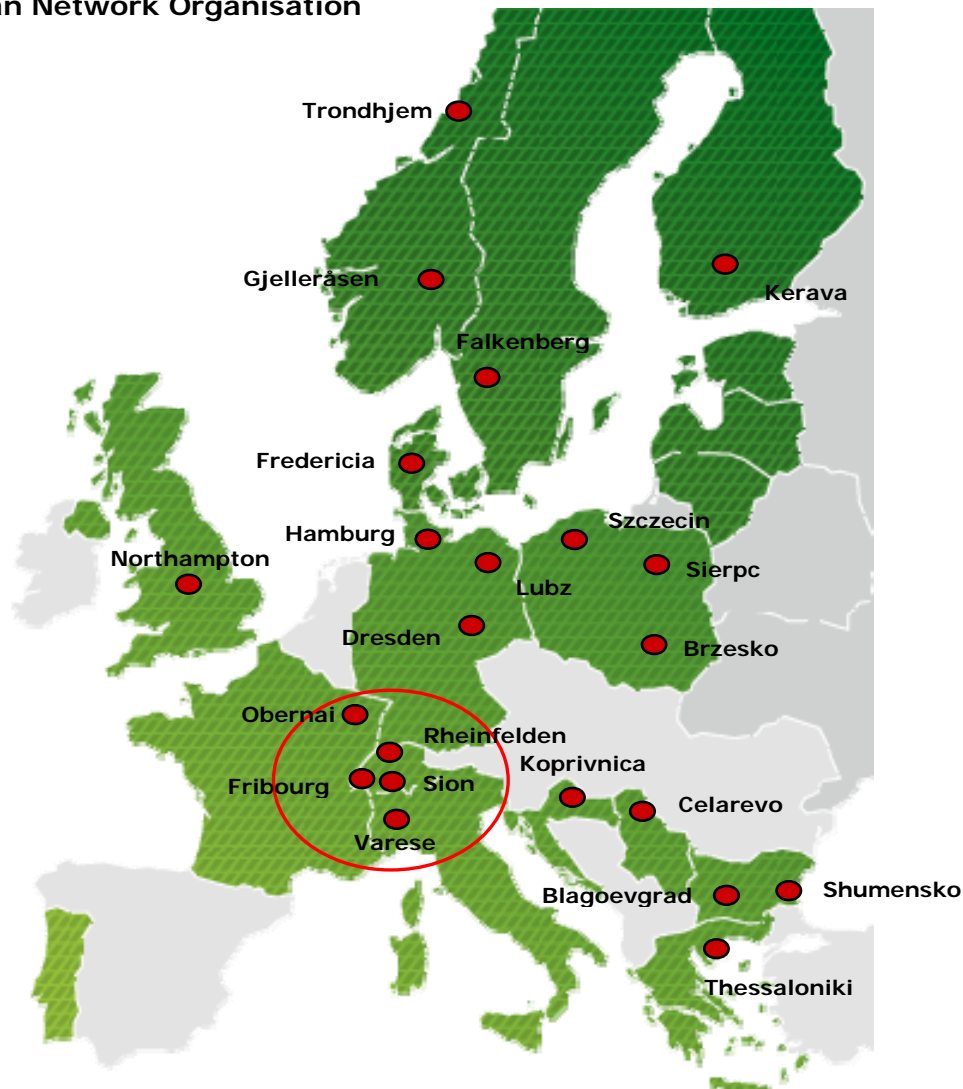 an Network Organisation
Trondhjem
Gjelleråsen
Kerava
Falkenberg
Fredericia
Hamburg
Szczecin
Northampton
Lubz
Sierpc
Dresden
Brzesko
Obernai
Rheinfelden
Koprivnica
Fribourg
Sion
Celarevo
Varese
Blagoevgrad
Shumensko
Thessaloniki